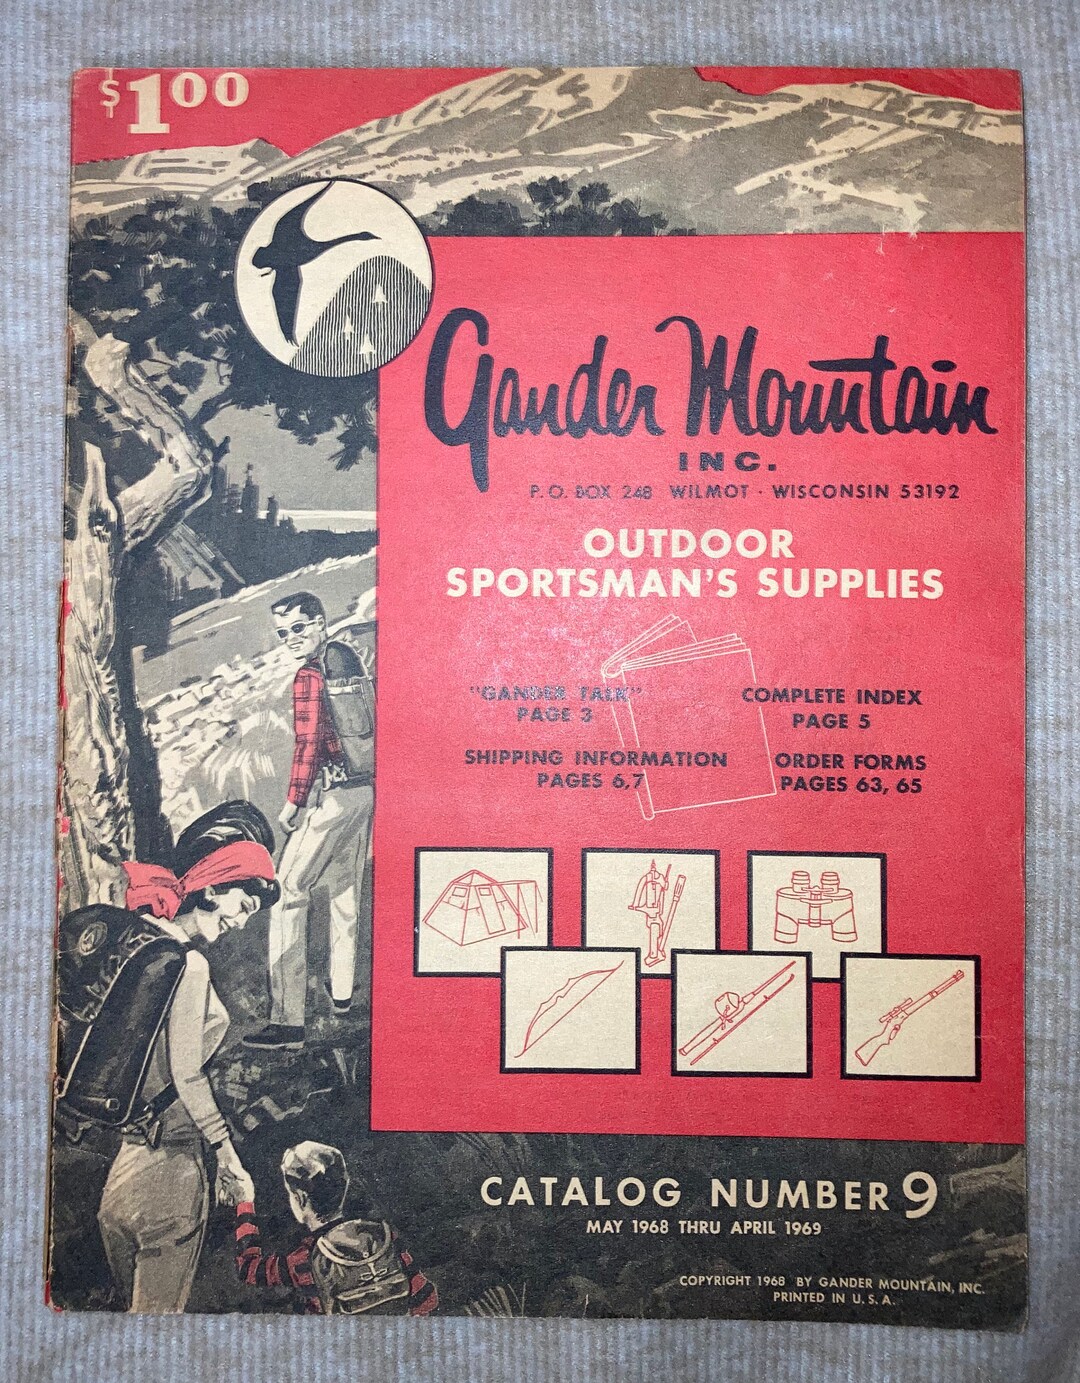 $1.00
Gander Mountain
INC.
P.O. BOX 248 WILMOT · WISCONSIN 53192
OUTDOOR
SPORTSMAN'S SUPPLIES
"GANDER TALK"
PAGE 3
COMPLETE INDEX
PAGE 5
SHIPPING INFORMATION
PAGES 6,7
ORDER FORMS
PAGES 63, 65
CATALOG NUMBER 9
MAY 1968 THRU APRIL 1969
COPYRIGHT 1968 BY GANDER MOUNTAIN, INC.
PRINTED IN U.S.A.